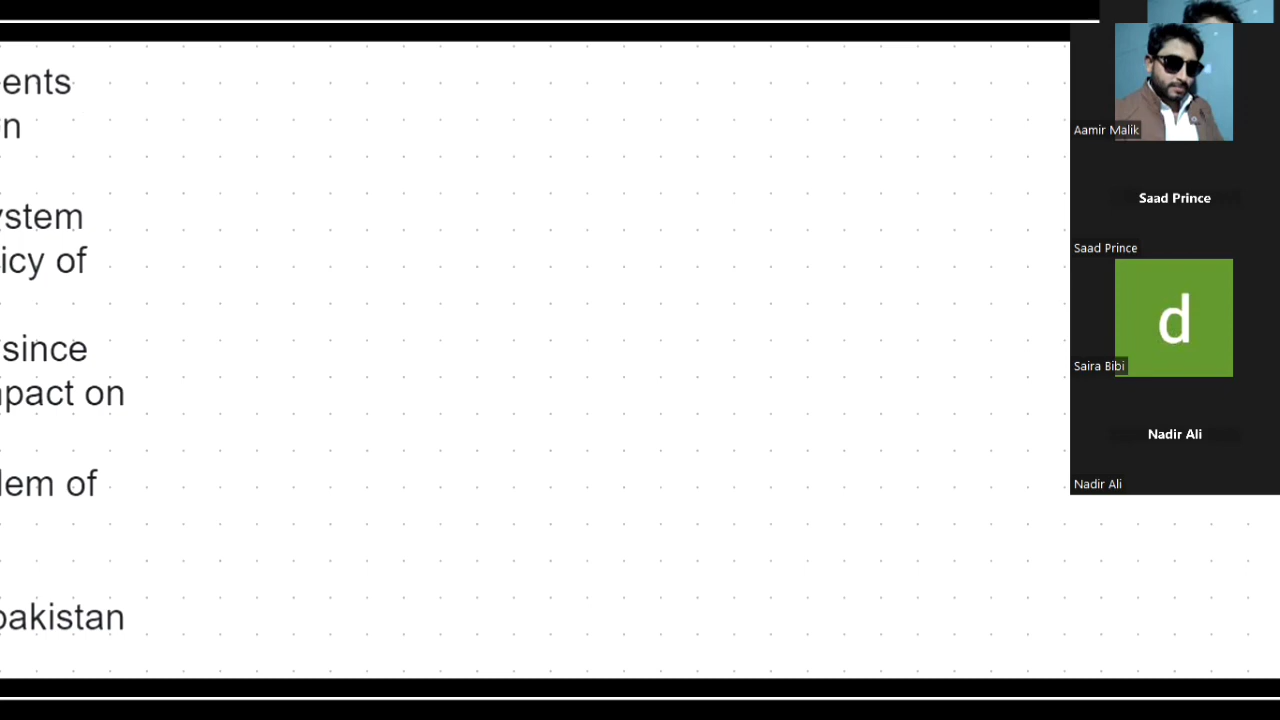 ents
n
ystem
icy of
since
pact on
lem of
pakistan
Aamir Malik
Saad Prince
Saad Prince
d
Saira Bibi
Nadir Ali
Nadir Ali